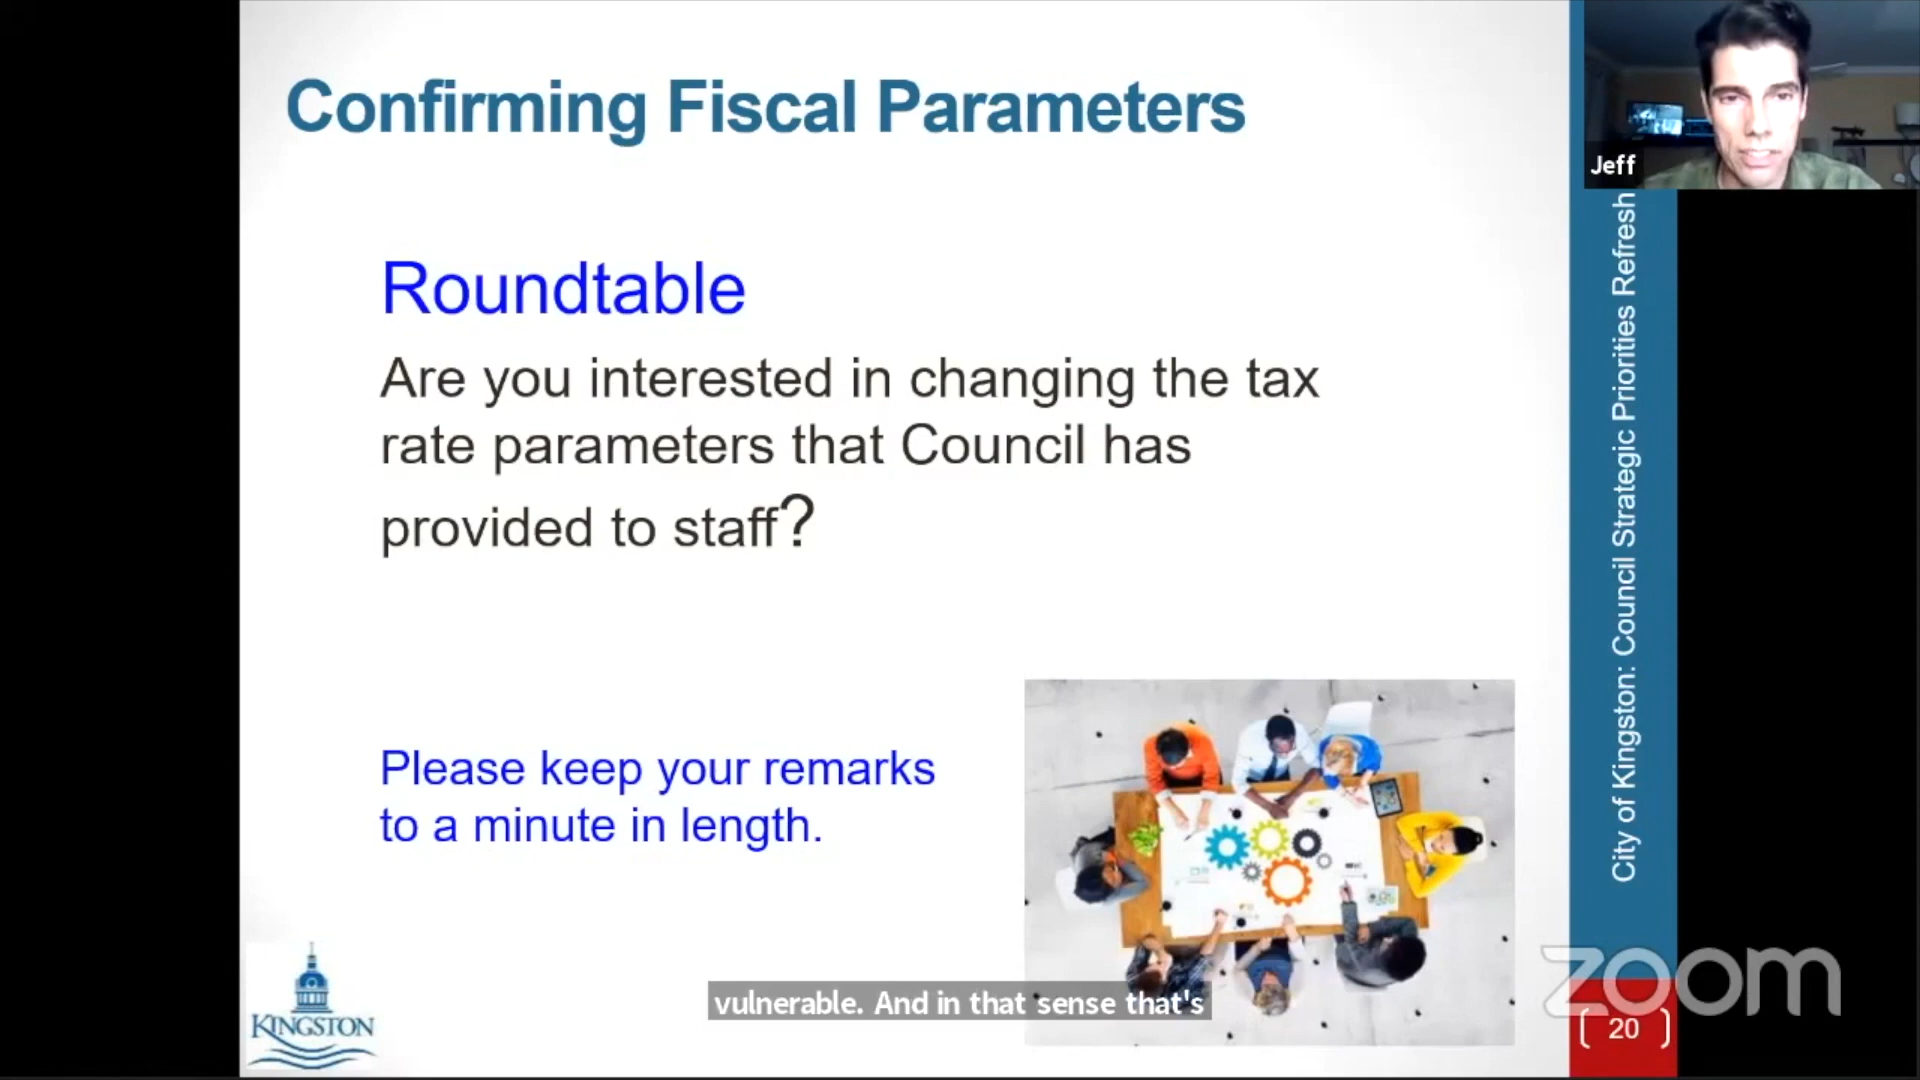 Confirming Fiscal Parameters
Jeff
Roundtable
Are you interested in changing the tax
rate parameters that Council has
provided to staff?
Please keep your remarks
to a minute in length.
City of Kingston: Council Strategic Priorities Refresh
KINGSTON
vulnerable. And in that sense that's
zoom
20